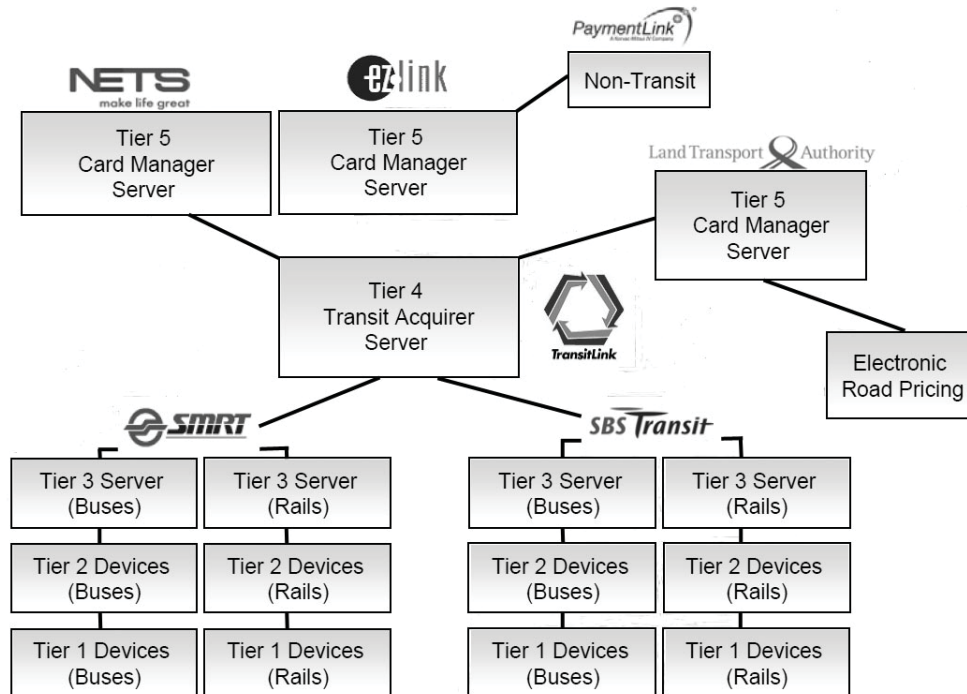 PaymentLink
Non-Transit
NETS
make life great
ez-link
Tier 5
Card Manager
Server
Tier 5
Card Manager
Server
Land Transport Authority
Tier 5
Card Manager
Server
Tier 4
Transit Acquirer
Server
TransitLink
Electronic
Road Pricing
SMRT
SBS Transit
Tier 3 Server
(Buses)
Tier 3 Server
(Rails)
Tier 3 Server
(Buses)
Tier 3 Server
(Rails)
Tier 2 Devices
(Buses)
Tier 2 Devices
(Rails)
Tier 2 Devices
(Buses)
Tier 2 Devices
(Rails)
Tier 1 Devices
(Buses)
Tier 1 Devices
(Rails)
Tier 1 Devices
(Buses)
Tier 1 Devices
(Rails)